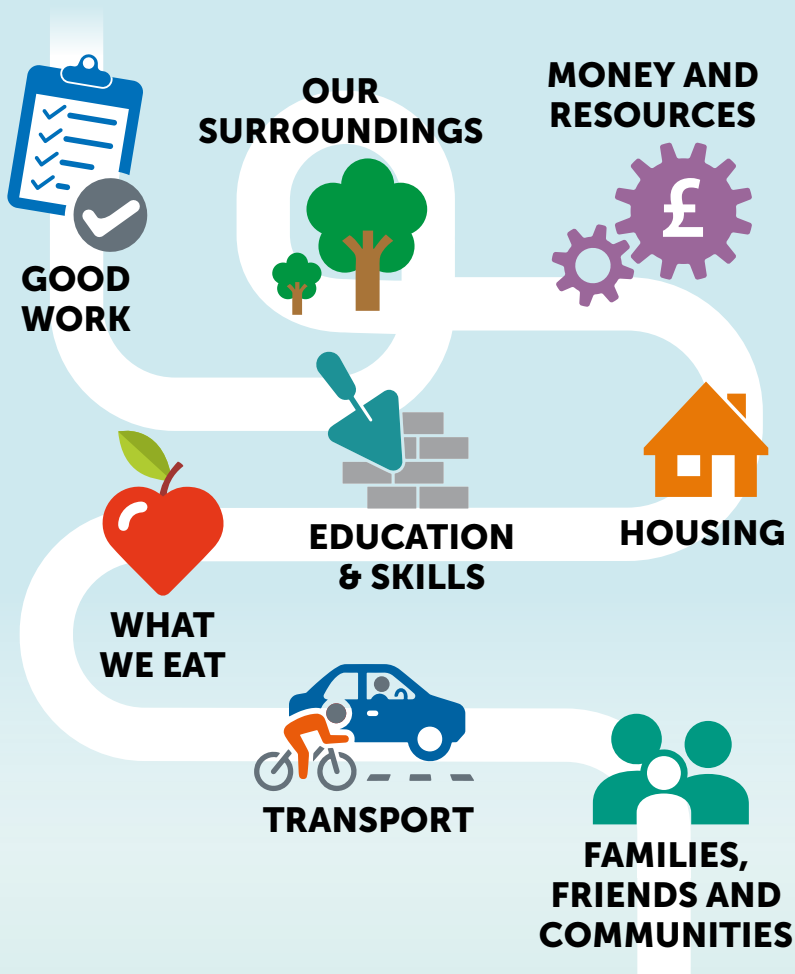 MONEY AND
RESOURCES
OUR
SURROUNDINGS
£
GOOD
WORK
EDUCATION
& SKILLS
HOUSING
WHAT
WE EAT
TRANSPORT
FAMILIES,
FRIENDS AND
COMMUNITIES